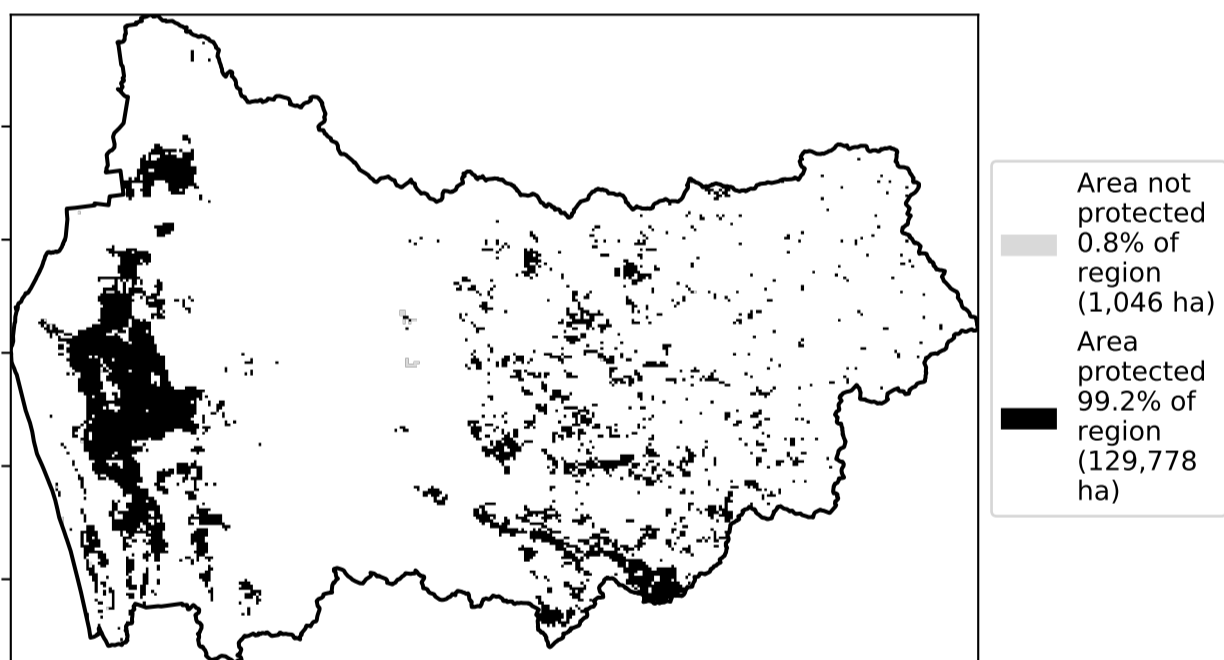 Area not
protected
0.8% of
region
(1,046 ha)
Area
protected
99.2% of
region
(129,778
ha)